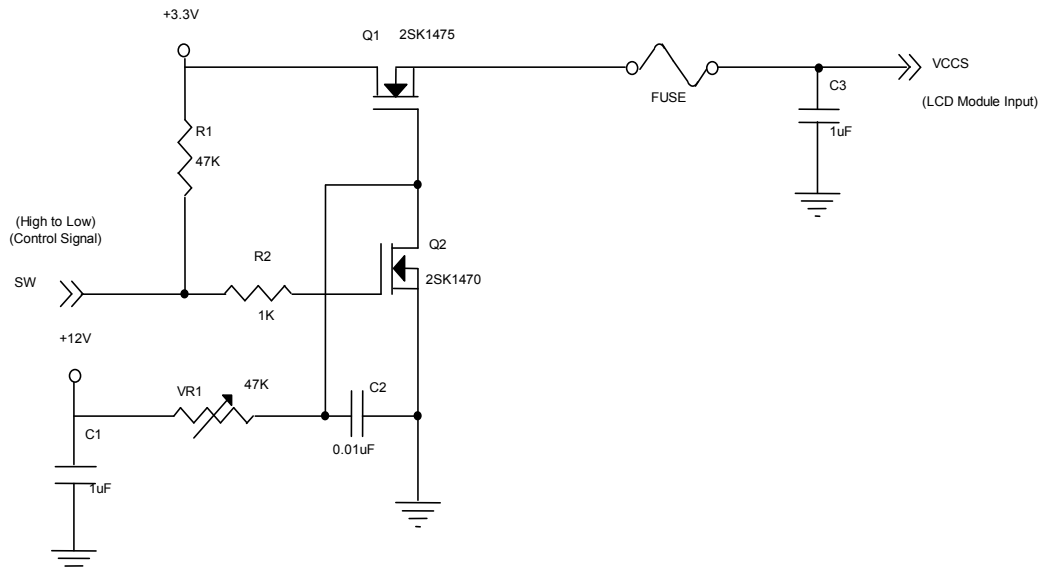 +3.3V
Q1 2SK1475
VCCS
FUSE
C3
(LCD Module Input)
1uF
R1
47K
(High to Low)
(Control Signal)
SW
R2
1K
Q2
2SK1470
+12V
VR1
47K
C2
0.01uF
C1
1uF